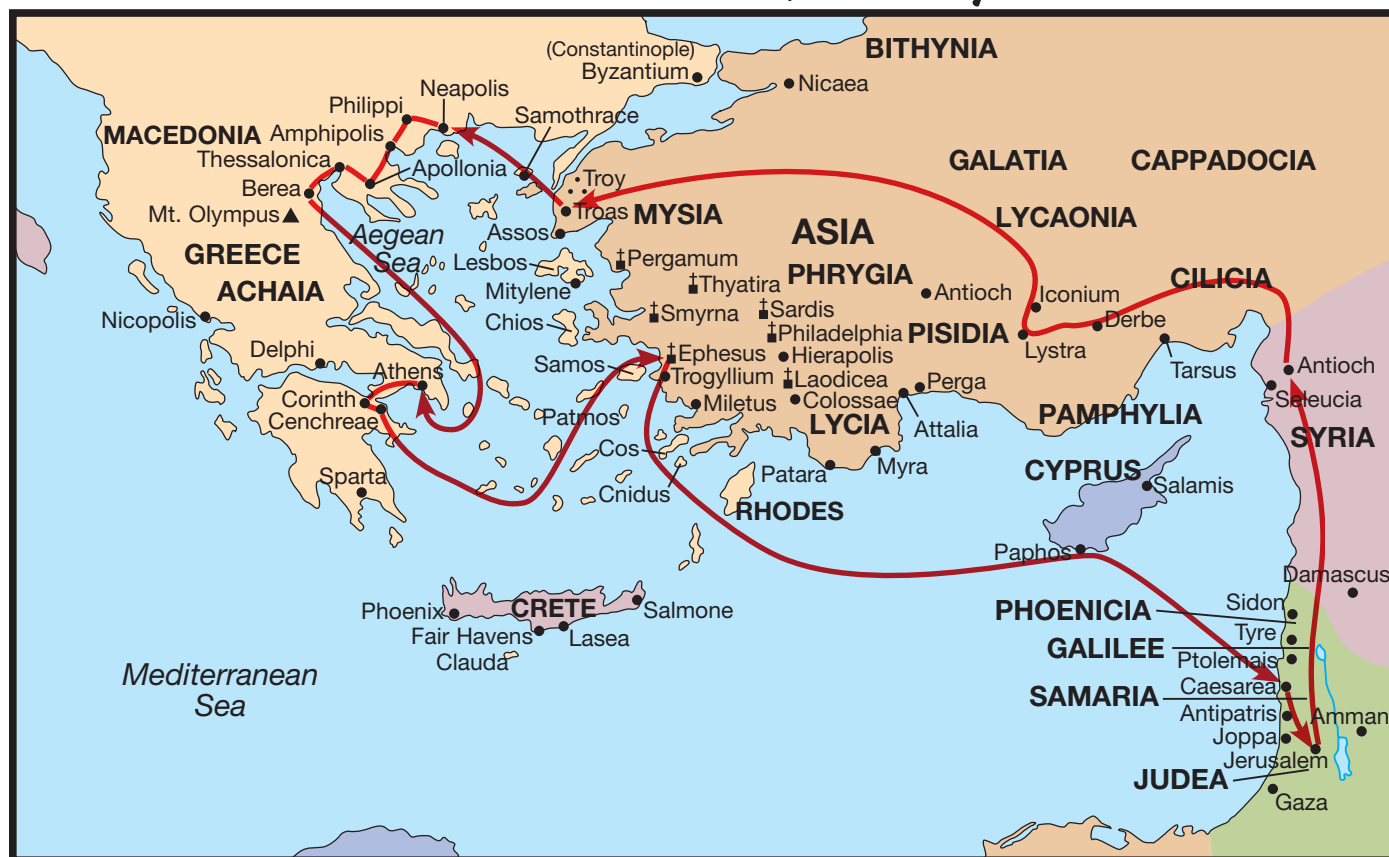 BITHYNIA
(Constantinople)
Byzantium
Nicaea
Neapolis
Philippi
Samothrace
MACEDONIA
Amphipolis
Thessalonica
Apollonia
Berea
Mt. Olympus
GALATIA
CAPPADOCIA
Troy
Troas
MYSIA
LYCAONIA
Aegean
Sea
Assos
ASIA
GREECE
ACHAIA
Lesbos
Mitylene
†Pergamum
†Thyatira
PHRYGIA
Antioch
CILICIA
Iconium
Nicopolis
Chios
†Smyrna
†Sardis
†Philadelphia
PISIDIA
Derbe
Lystra
Delphi
Athens
Samos
†Ephesus
Hierapolis
Tarsus
Antioch
Trogyllium
†Laodicea
Perga
Corinth
Cenchreae
Patmos
Miletus
Colossae
Seleucia
LYCIA
Attalia
PAMPHYLIA
SYRIA
Cos
Sparta
Cnidus
Patara
Myra
CYPRUS
Salamis
RHODES
Paphos
Damascus
Phoenix
CRETE
Salmone
Fair Havens
Lasea
Clauda
PHOENICIA
Sidon
Tyre
GALILEE
Ptolemais
Mediterranean
Sea
Caesarea
SAMARIA
Antipatris
Amman
Joppa
Jerusalem
JUDEA
Gaza